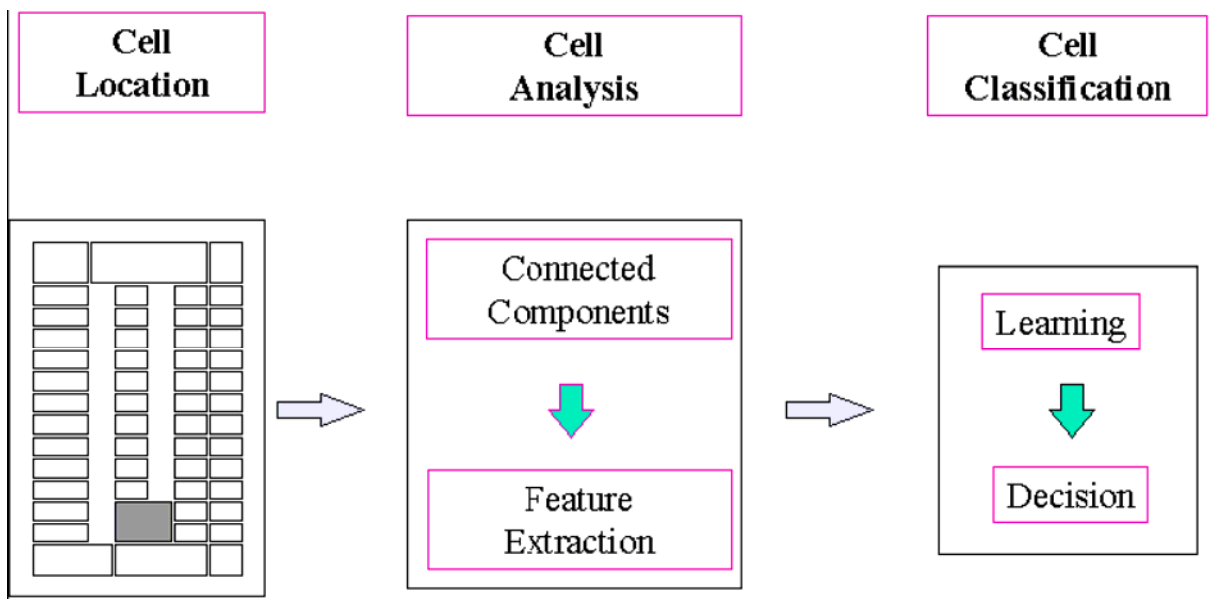 Cell
Location
Cell
Analysis
Cell
Classification
Connected
Components
Feature
Extraction
Learning
Decision